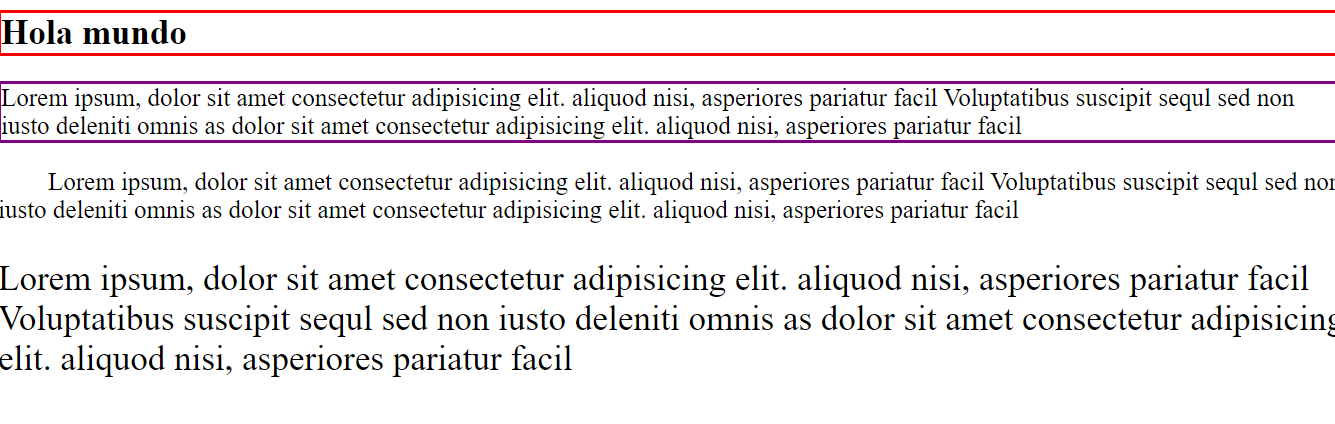 Hola mundo
Lorem ipsum, dolor sit amet consectetur adipisicing elit. aliquod nisi, asperiores pariatur facil Voluptatibus suscipit sequl sed non
iusto deleniti omnis as dolor sit amet consectetur adipisicing elit. aliquod nisi, asperiores pariatur facil
Lorem ipsum, dolor sit amet consectetur adipisicing elit. aliquod nisi, asperiores pariatur facil Voluptatibus suscipit sequl sed non
iusto deleniti omnis as dolor sit amet consectetur adipisicing elit. aliquod nisi, asperiores pariatur facil
Lorem ipsum, dolor sit amet consectetur adipisicing elit. aliquod nisi, asperiores pariatur facil
Voluptatibus suscipit sequl sed non iusto deleniti omnis as dolor sit amet consectetur adipisicing
elit. aliquod nisi, asperiores pariatur facil